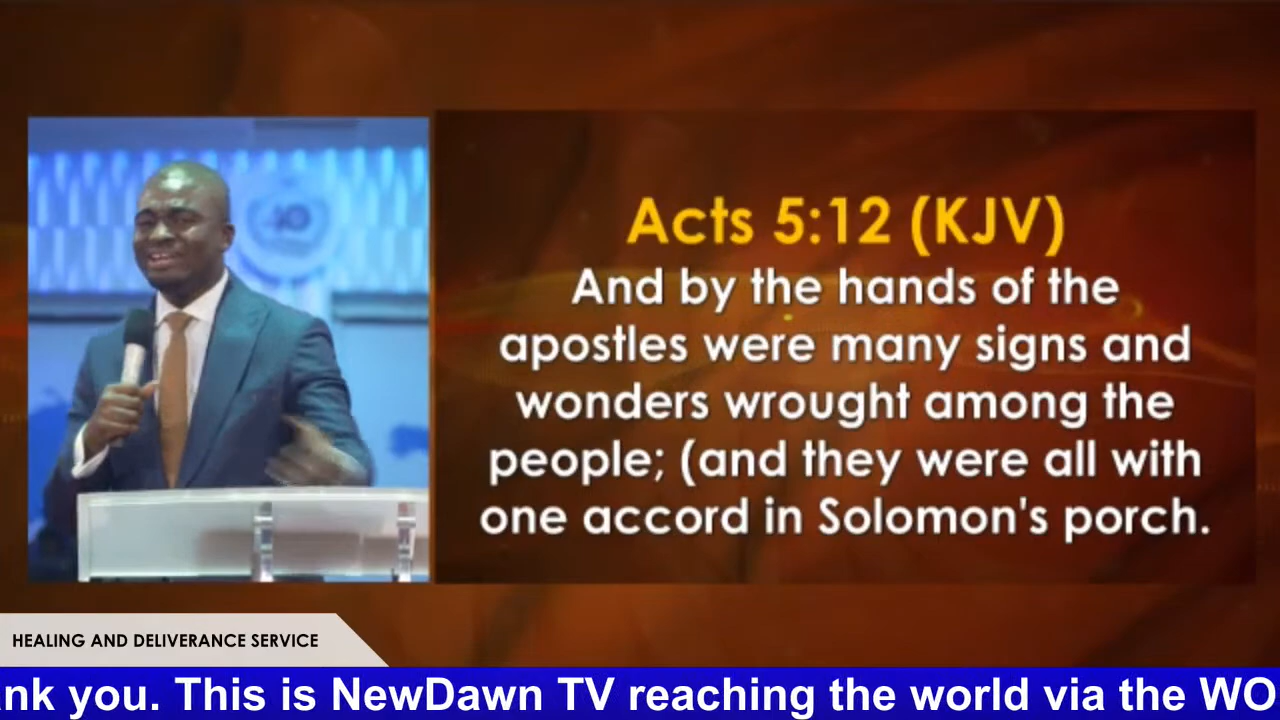 Acts 5:12 (KJV)
And by the hands of the
apostles were many signs and
wonders wrought among the
people; (and they were all with
one accord in Solomon's porch.
HEALING AND DELIVERANCE SERVICE
you. This is NewDawn TV reaching the world via the